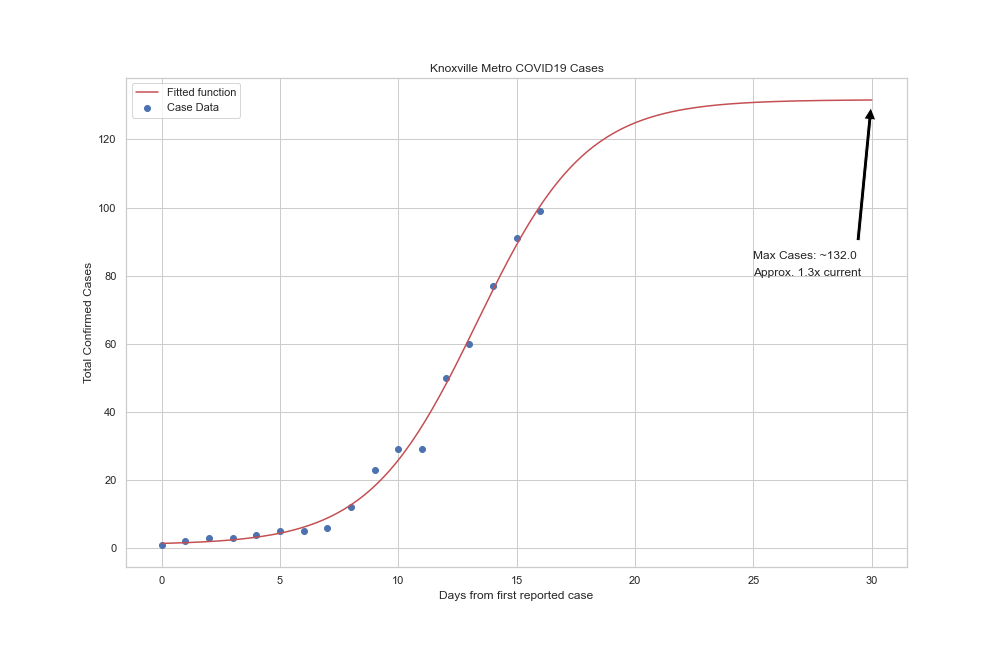 Knoxville Metro COVID19 Cases
Fitted function
Case Data
Total Confirmed Cases
120
100
80
60
40
20
0
Max Cases: ~132.0
Approx. 1.3x current
0 5 10 15 20 25 30
Days from first reported case